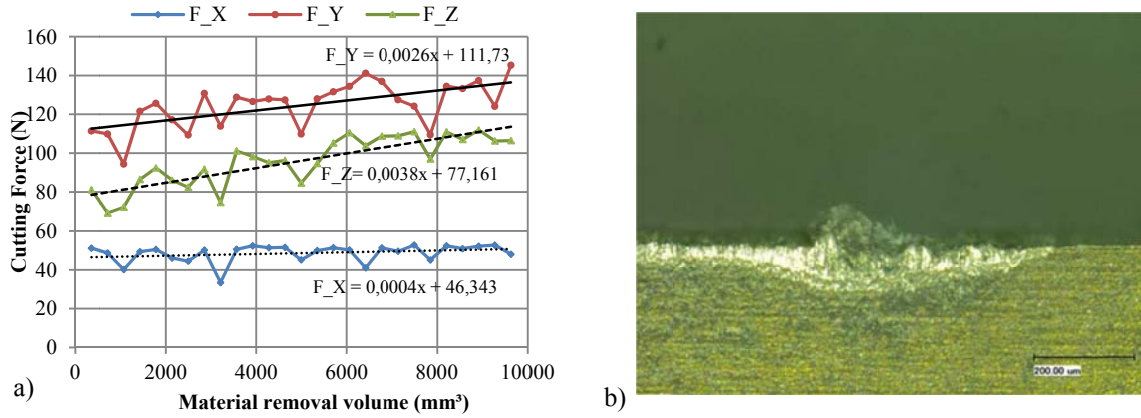 F_X F_Y F_Z
160
140
120
100
80
60
40
20
0
Cutting Force (N)
F_Y = 0,0026x + 111,73
F_Z= 0,0038x + 77,161
F_X = 0,0004x + 46,343
0 2000 4000 6000 8000 10000
Material removal volume (mm³)
a)
b)
200.00 um